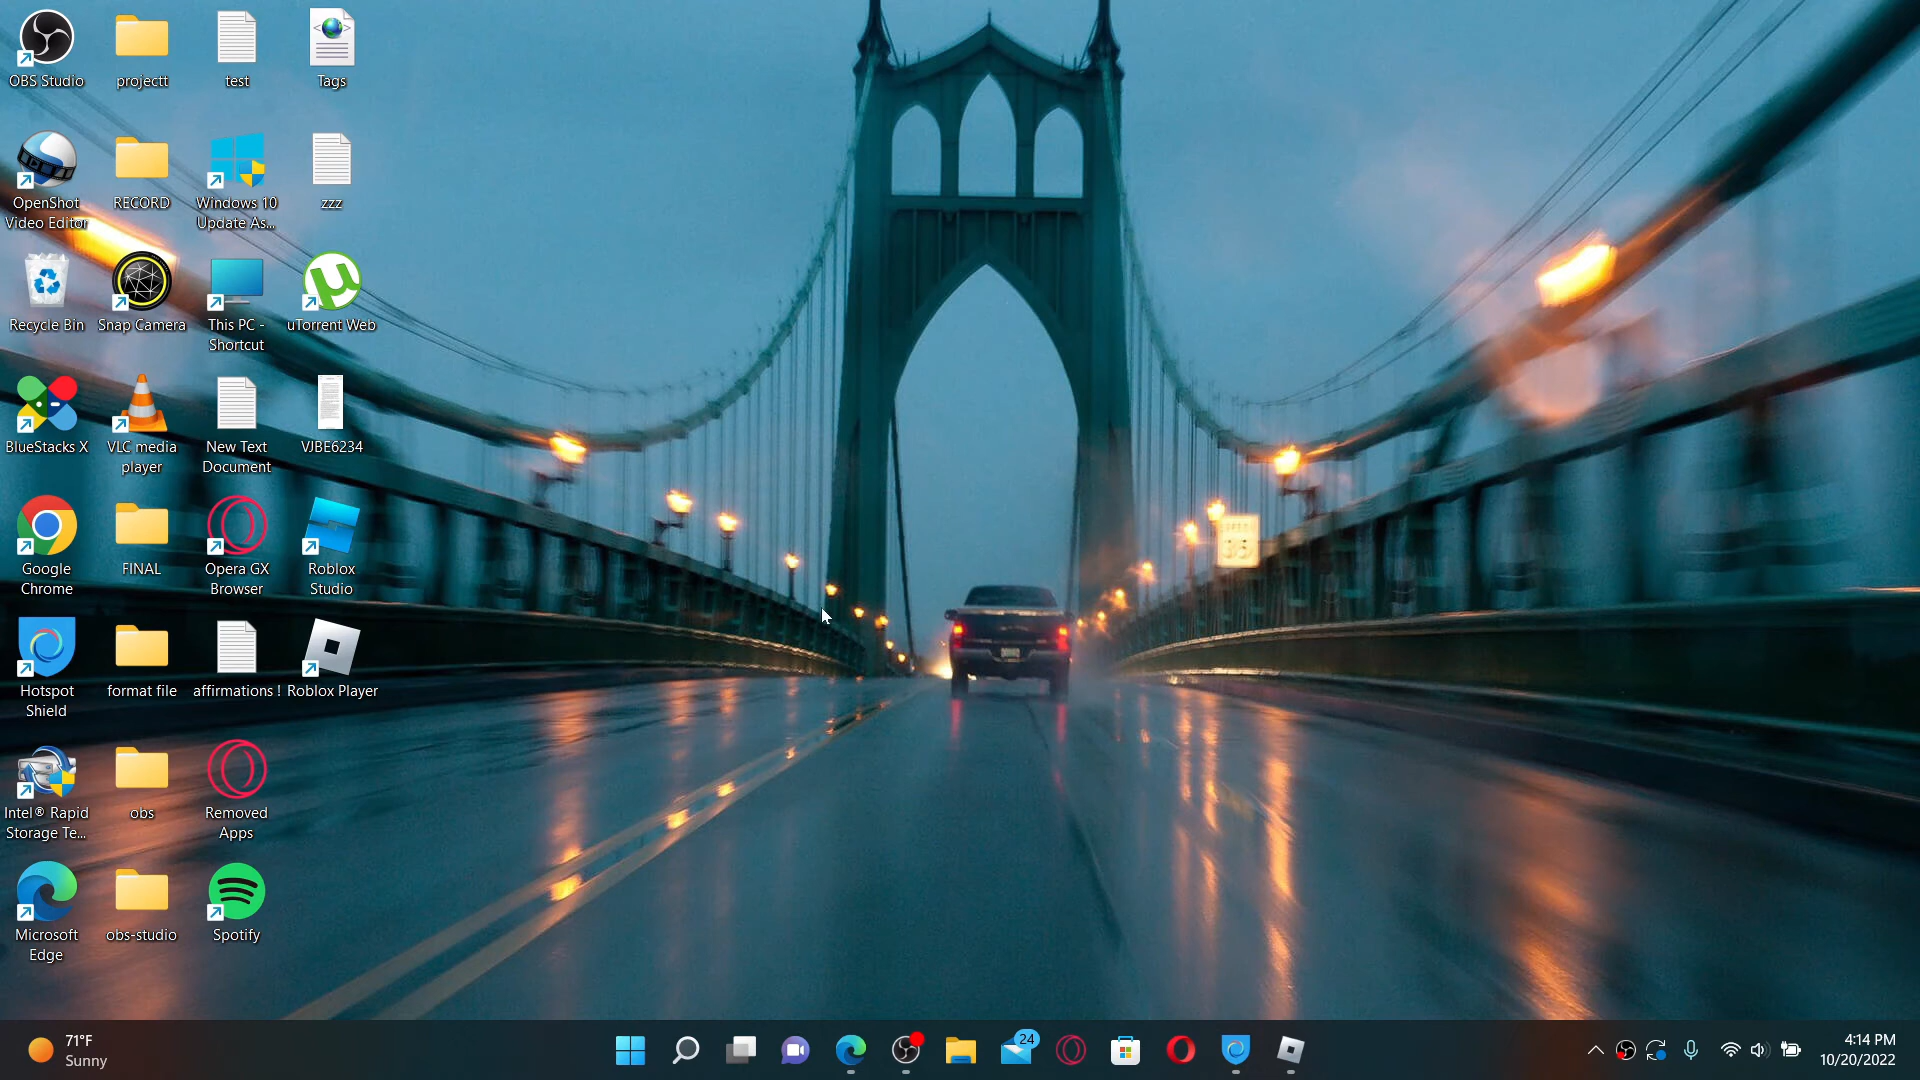 OBS Studio
projectt
test
Tags
OpenShot
Video Editor
RECORD
Windows 10
Update As...
zzz
Recycle Bin
Snap Camera
This PC -
Shortcut
uTorrent Web
BlueStacks X
VLC media
player
New Text
Document
VJBE6234
Google
Chrome
FINAL
Opera GX
Browser
Roblox
Studio
Hotspot
Shield
format file
affirmations !
Roblox Player
Intel® Rapid
Storage Te...
obs
Removed
Apps
Microsoft
Edge
obs-studio
Spotify
71°F
Sunny
24
4:14 PM
10/20/2022